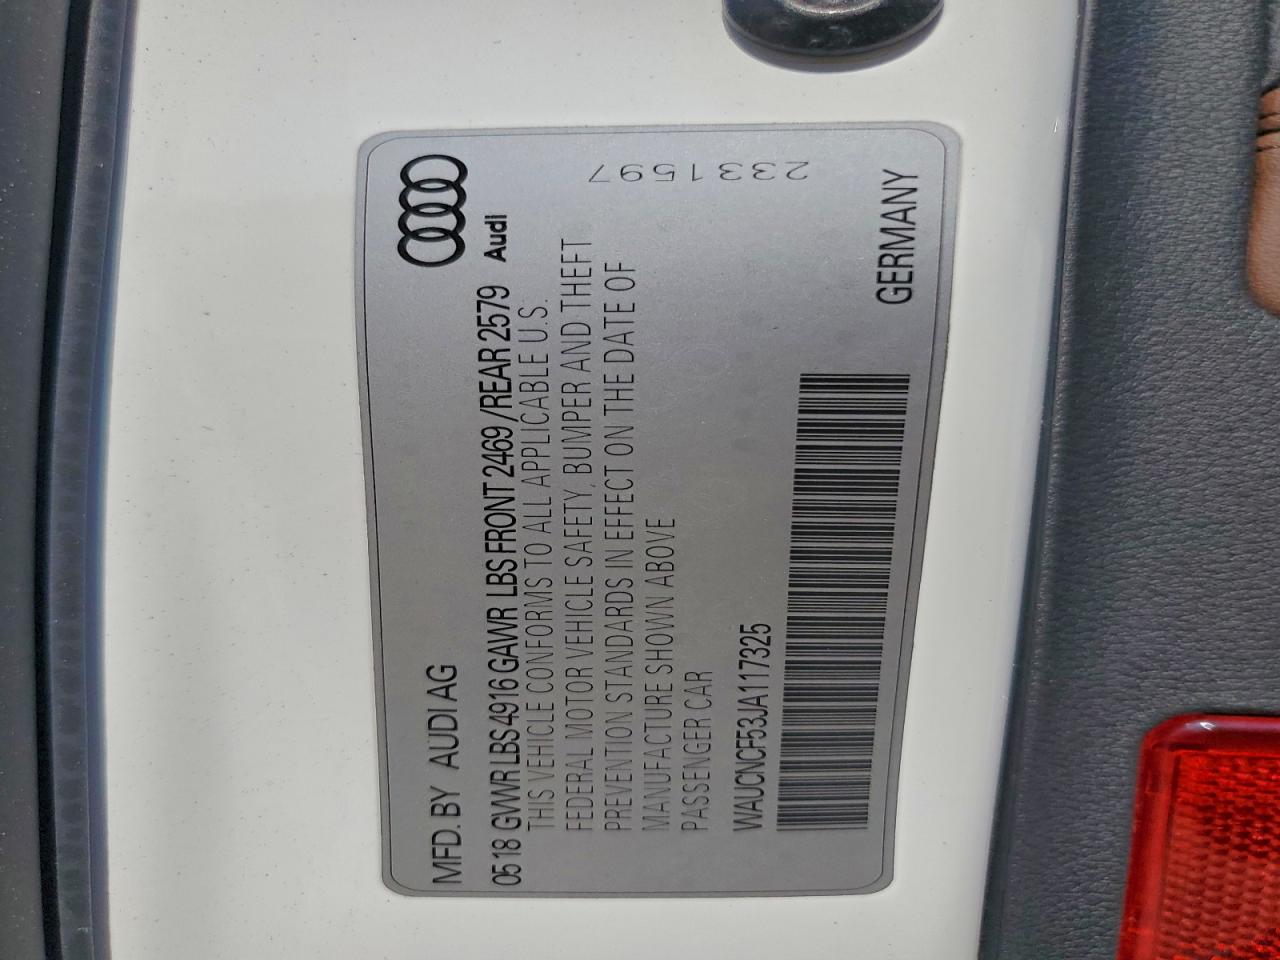 MFD. BY AUDI AG
Audi
0518 GVWR LBS 4916 GAWR LBS FRONT 2469 / REAR 2579
THIS VEHICLE CONFORMS TO ALL APPLICABLE U.S.
FEDERAL MOTOR VEHICLE SAFETY, BUMPER AND THEFT
PREVENTION STANDARDS IN EFFECT ON THE DATE OF
MANUFACTURE SHOWN ABOVE
PASSENGER CAR
2331597
WAUCNCF53JA117325
GERMANY